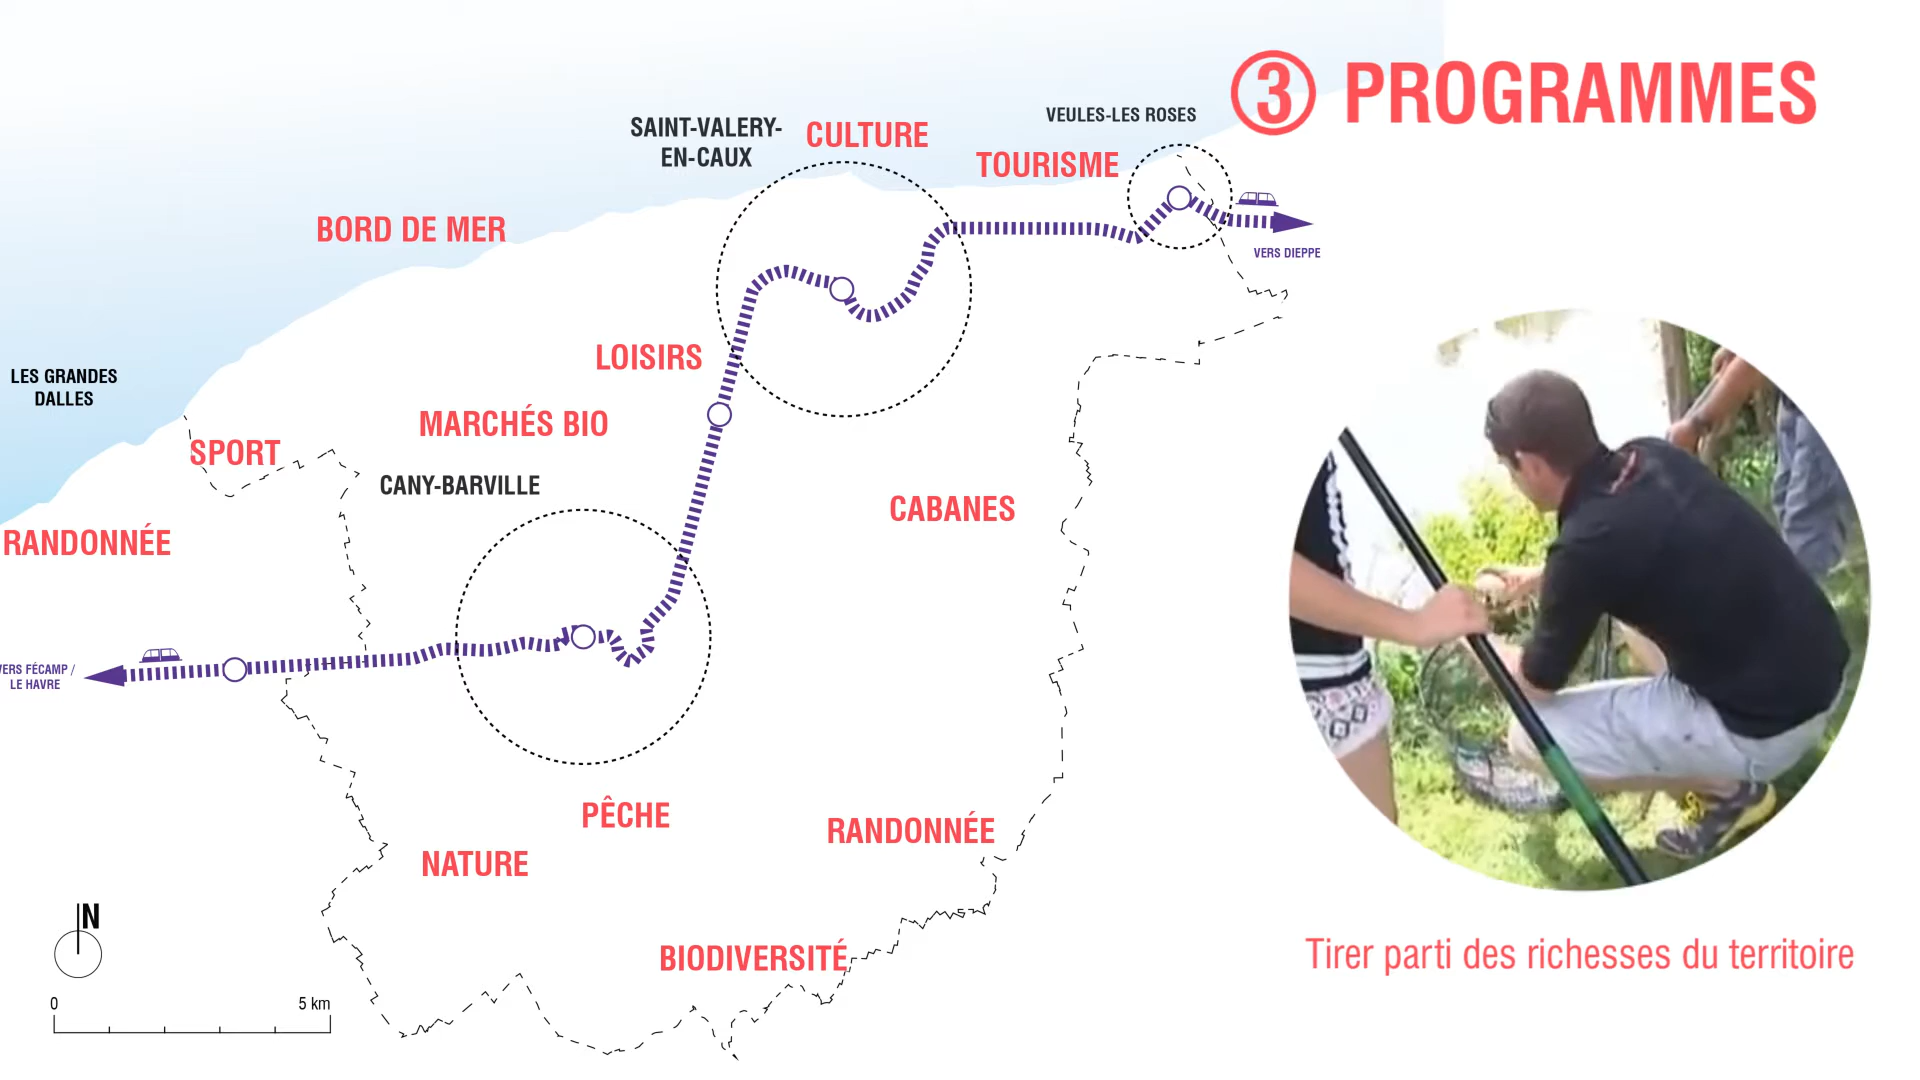 ③ PROGRAMMES
SAINT-VALERY-
EN-CAUX
CULTURE
VEULES-LES ROSES
TOURISME
BORD DE MER
VERS DIEPPE
LOISIRS
LES GRANDES
DALLES
MARCHÉS BIO
SPORT
CANY-BARVILLE
CABANES
RANDONNÉE
VERS FÉCAMP /
LE HAVRE
PÊCHE
RANDONNÉE
NATURE
N
BIODIVERSITÉ
Tirer parti des richesses du territoire
0 5 km